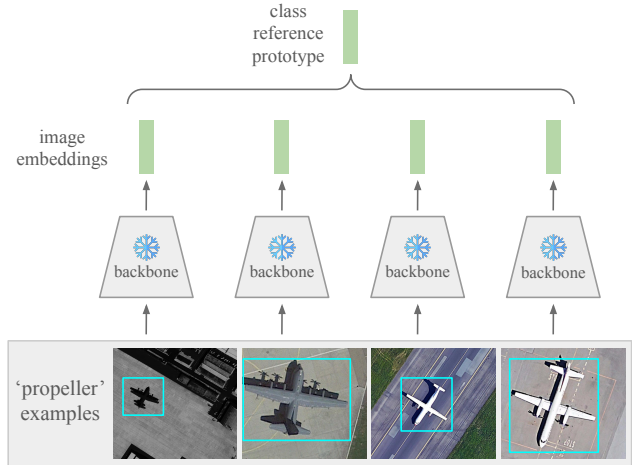 class
reference
prototype
image
embeddings
backbone backbone backbone backbone
'propeller'
examples